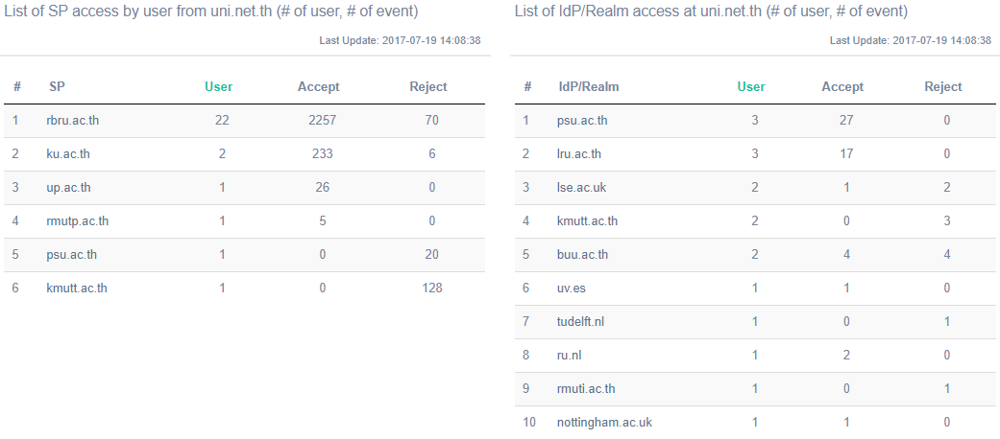 List of SP access by user from uni.net.th (# of user, # of event)
Last Update: 2017-07-19 14:08:38
# SP User Accept Reject
1 rbru.ac.th 22 2257 70
2 ku.ac.th 2 233 6
3 up.ac.th 1 26 0
4 rmutp.ac.th 1 5 0
5 psu.ac.th 1 0 20
6 kmutt.ac.th 1 0 128
List of IdP/Realm access at uni.net.th (# of user, # of event)
Last Update: 2017-07-19 14:08:38
# IdP/Realm User Accept Reject
1 psu.ac.th 3 27 0
2 lru.ac.th 3 17 0
3 lse.ac.uk 2 1 2
4 kmutt.ac.th 2 0 3
5 buu.ac.th 2 4 4
6 uv.es 1 1 0
7 tudelft.nl 1 0 1
8 ru.nl 1 2 0
9 rmuti.ac.th 1 0 1
10 nottingham.ac.uk 1 1 0